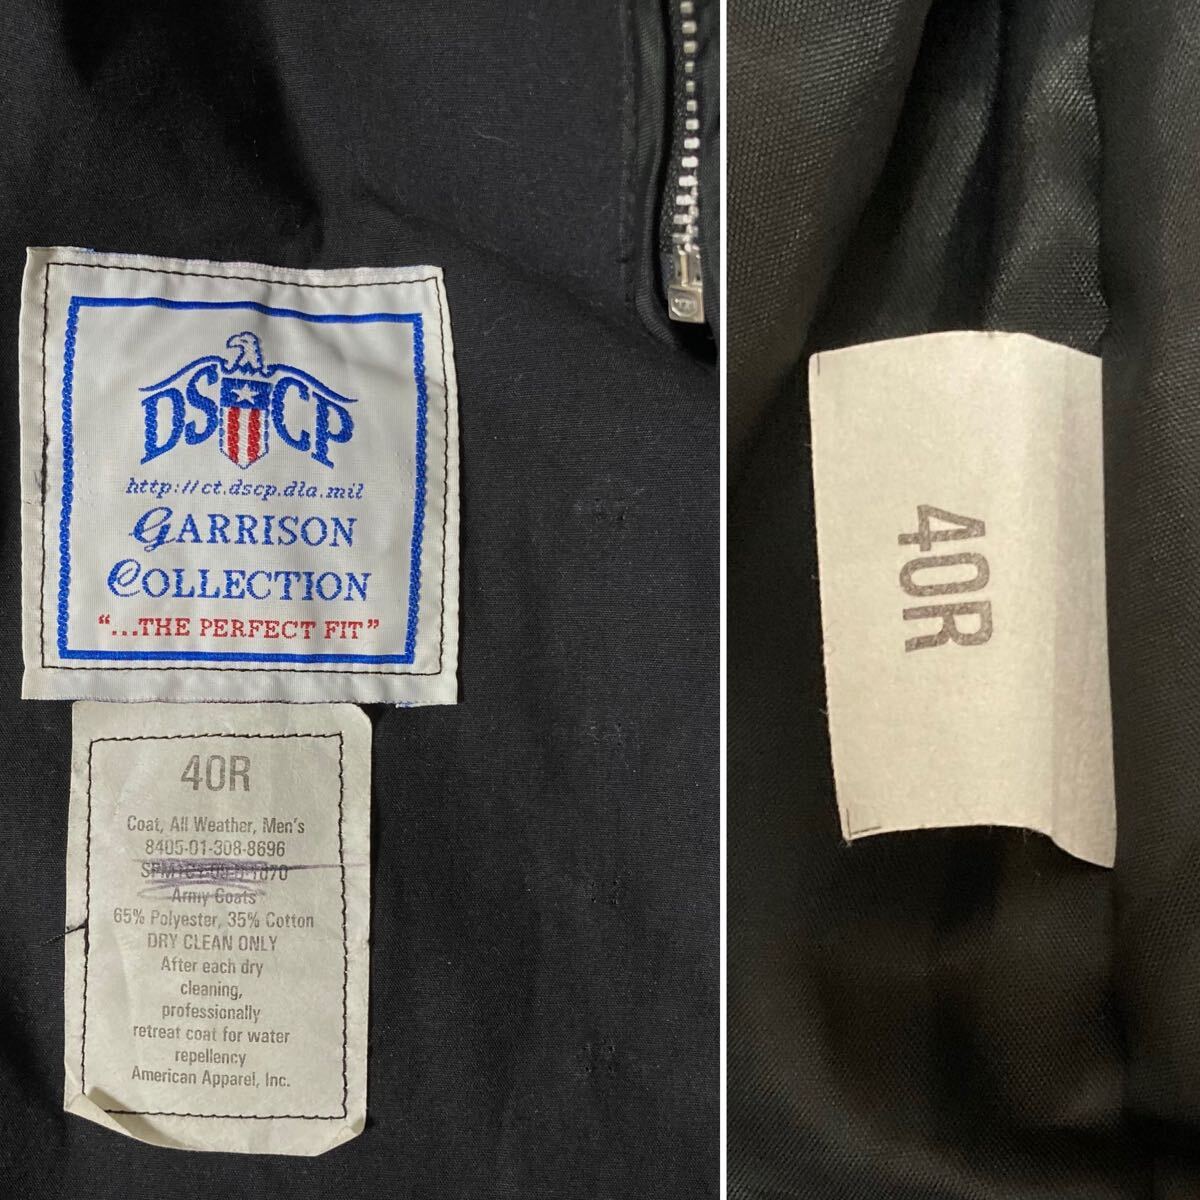 DSCP
http://ct.dscp.dla.mil
GARRISON
COLLECTION
"...THE PERFECT FIT"
40R
Coat, All Weather, Men's
8405-01-308-8696
Army Coats
65% Polyester, 35% Cotton
DRY CLEAN ONLY
After each dry
cleaning,
professionally
retreat coat for water
repellency
American Apparel, Inc.
40R